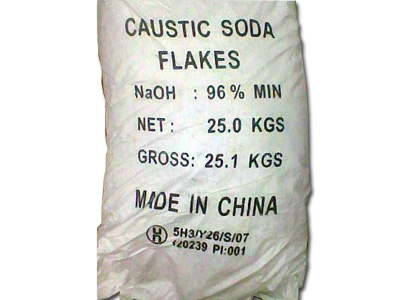 CAUSTIC SODA
FLAKES
NaOH : 96% MIN
NET: 25.0 KGS
GROSS: 25.1 KGS
MADE IN CHINA
5H3/Y26/S/07
120239 PI:001